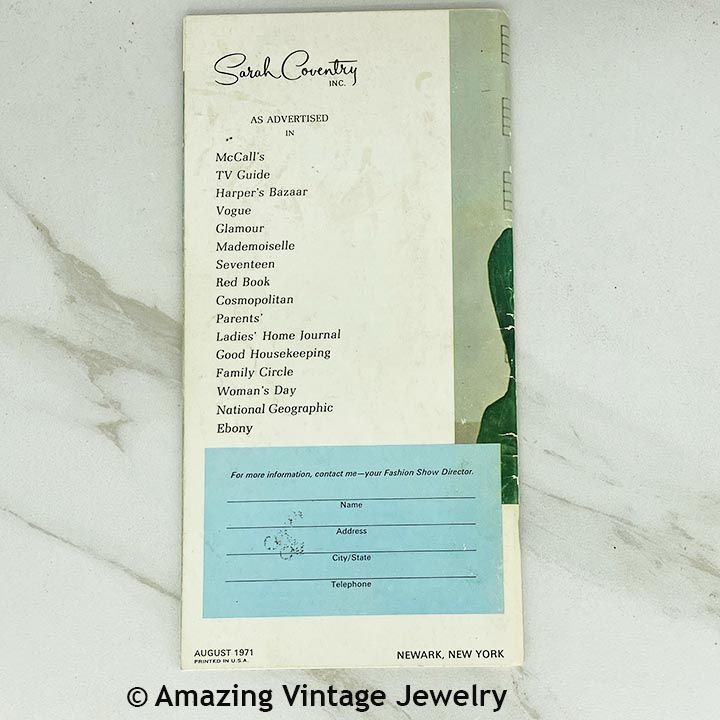 Sarah Coventry
INC.
AS ADVERTISED
IN
McCall's
TV Guide
Harper's Bazaar
Vogue
Glamour
Mademoiselle
Seventeen
Red Book
Cosmopolitan
Parents'
Ladies' Home Journal
Good Housekeeping
Family Circle
Woman's Day
National Geographic
Ebony
For more information, contact me—your Fashion Show Director.
Name
Address
City/State
Telephone
AUGUST 1971
PRINTED IN U.S.A.
NEWARK, NEW YORK
© Amazing Vintage Jewelry